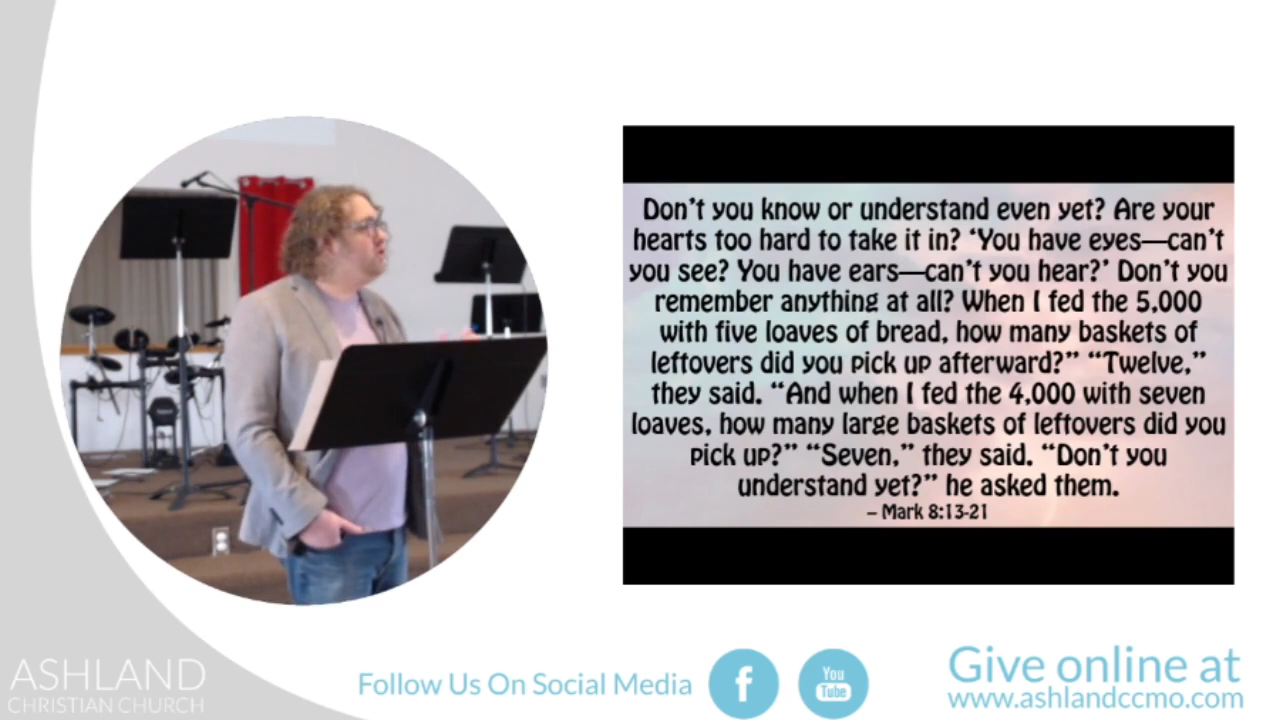 Don't you know or understand even yet? Are your
hearts too hard to take it in? ‘You have eyes—can't
you see? You have ears—can't you hear?’ Don't you
remember anything at all? When I fed the 5,000
with five loaves of bread, how many baskets of
leftovers did you pick up afterward?” “Twelve,”
they said. “And when I fed the 4,000 with seven
loaves, how many large baskets of leftovers did you
pick up?” “Seven,” they said. “Don't you
understand yet?” he asked them.
– Mark 8:13-21
ASHLAND
CHRISTIAN CHURCH
Follow Us On Social Media
f
You
Tube
Give online at
www.ashlandccmo.com